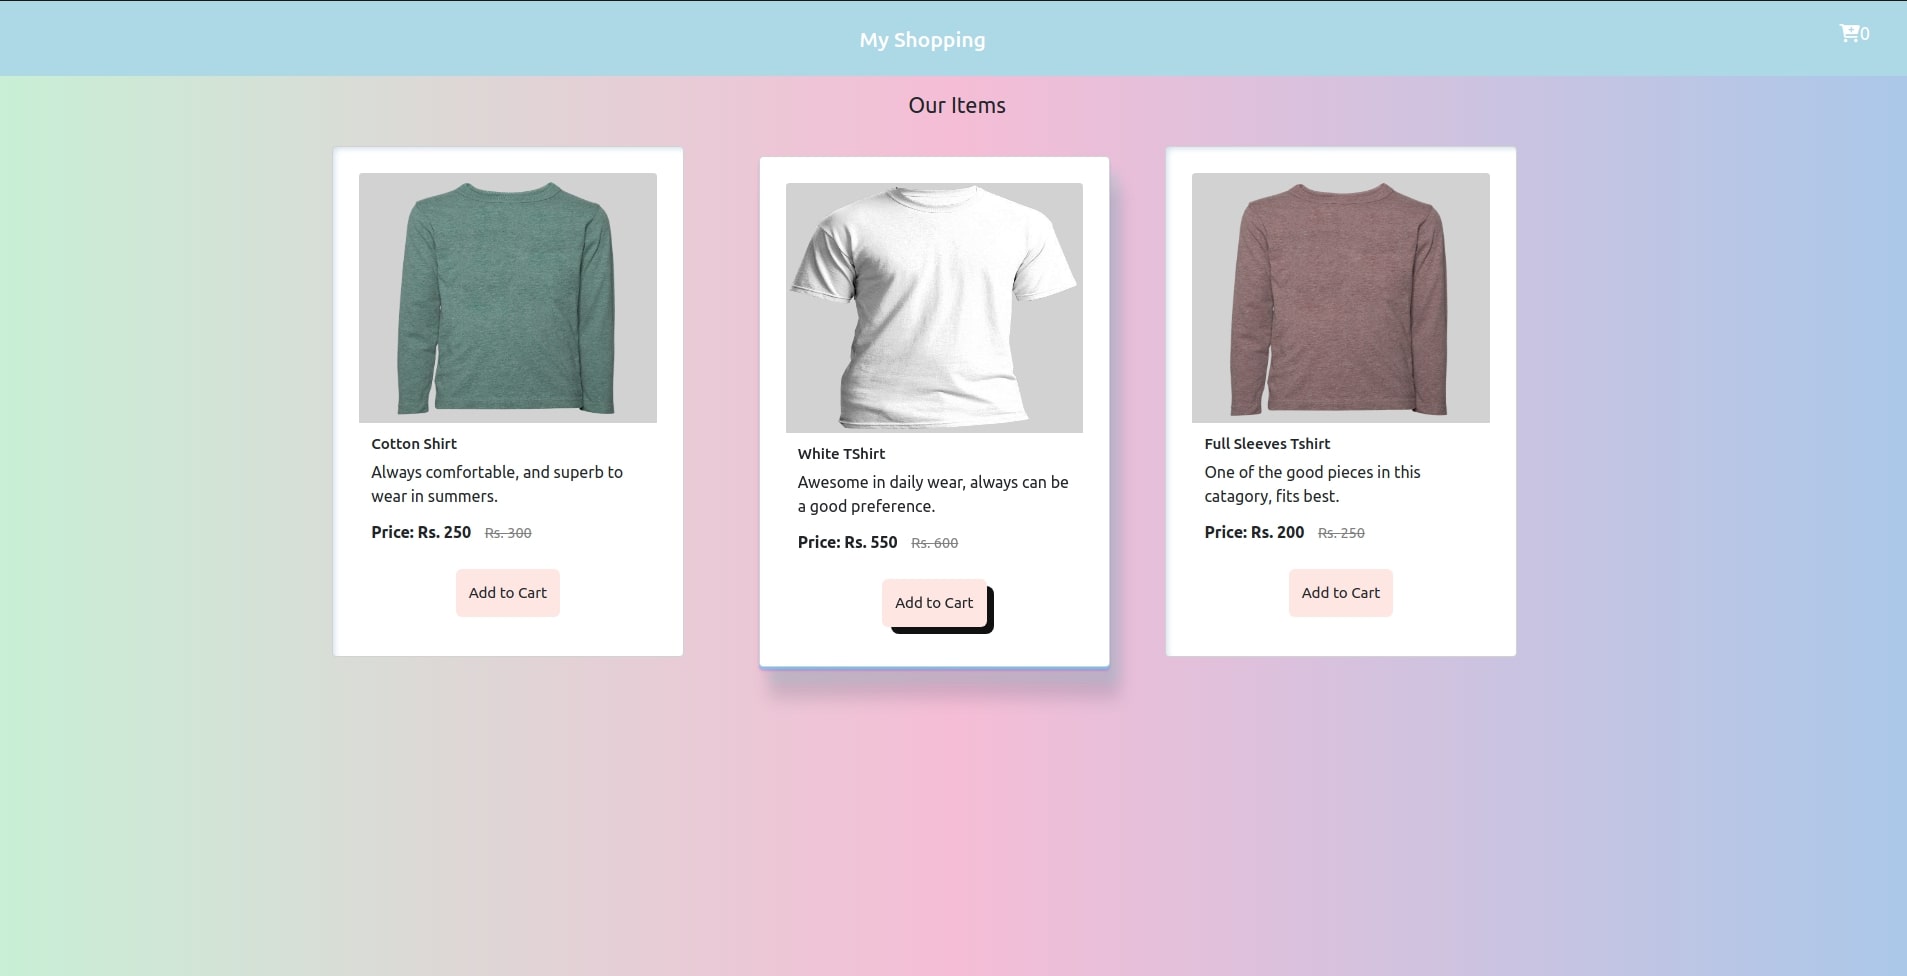 My Shopping
0
Our Items
Cotton Shirt
Always comfortable, and superb to
wear in summers.
Price: Rs. 250 Rs. 300
Add to Cart
White TShirt
Awesome in daily wear, always can be
a good preference.
Price: Rs. 550 Rs. 600
Add to Cart
Full Sleeves Tshirt
One of the good pieces in this
catagory, fits best.
Price: Rs. 200 Rs. 250
Add to Cart